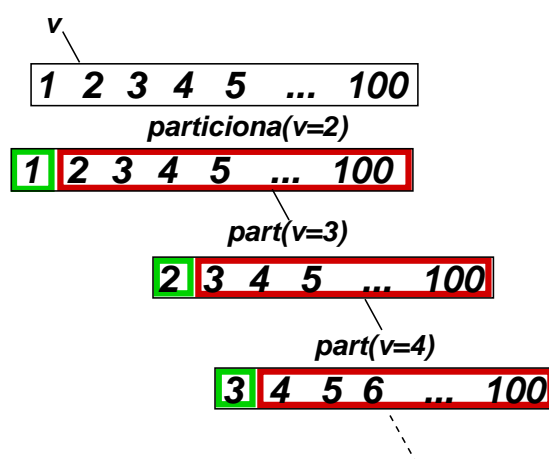 v
1 2 3 4 5 ... 100
particiona(v=2)
1 2 3 4 5 ... 100
part(v=3)
2 3 4 5 ... 100
part(v=4)
3 4 5 6 ... 100